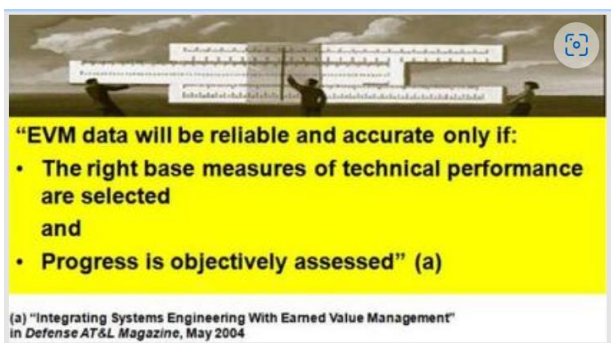 “EVM data will be reliable and accurate only if:
• The right base measures of technical performance
are selected
and
• Progress is objectively assessed” (a)
(a) “Integrating Systems Engineering With Earned Value Management”
in Defense AT&L Magazine, May 2004